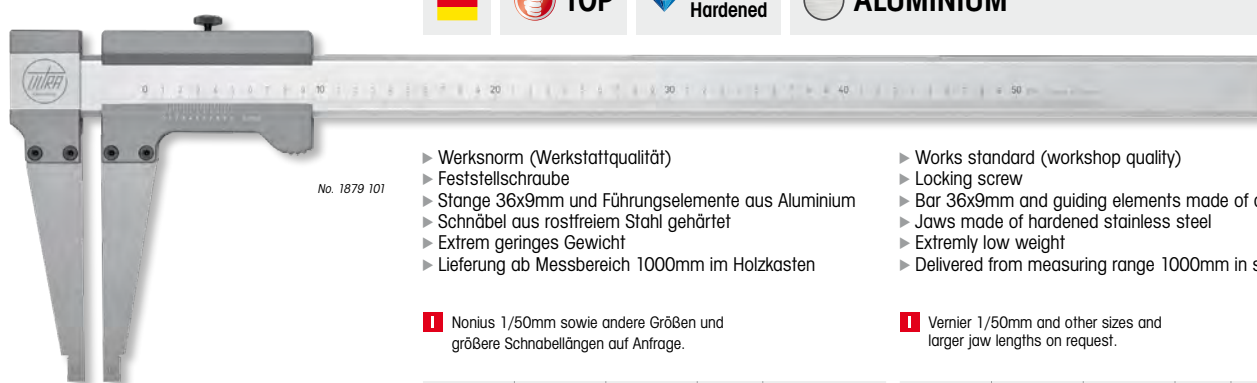 TOP
Hardened
ALUMINIUM
ULTRA
0 1 2 3 4 5 6 7 8 9 10 20 30 40 50
No. 1879 101
Werksnorm (Werkstattqualität)
Feststellschraube
Stange 36x9mm und Führungselemente aus Aluminium
Schnäbel aus rostfreiem Stahl gehärtet
Extrem geringes Gewicht
Lieferung ab Messbereich 1000mm im Holzkasten
I Nonius 1/50mm sowie andere Größen und
größere Schnabellängen auf Anfrage.
Works standard (workshop quality)
Locking screw
Bar 36x9mm and guiding elements made of
Jaws made of hardened stainless steel
Extremly low weight
Delivered from measuring range 1000mm in
I Vernier 1/50mm and other sizes and
larger jaw lengths on request.